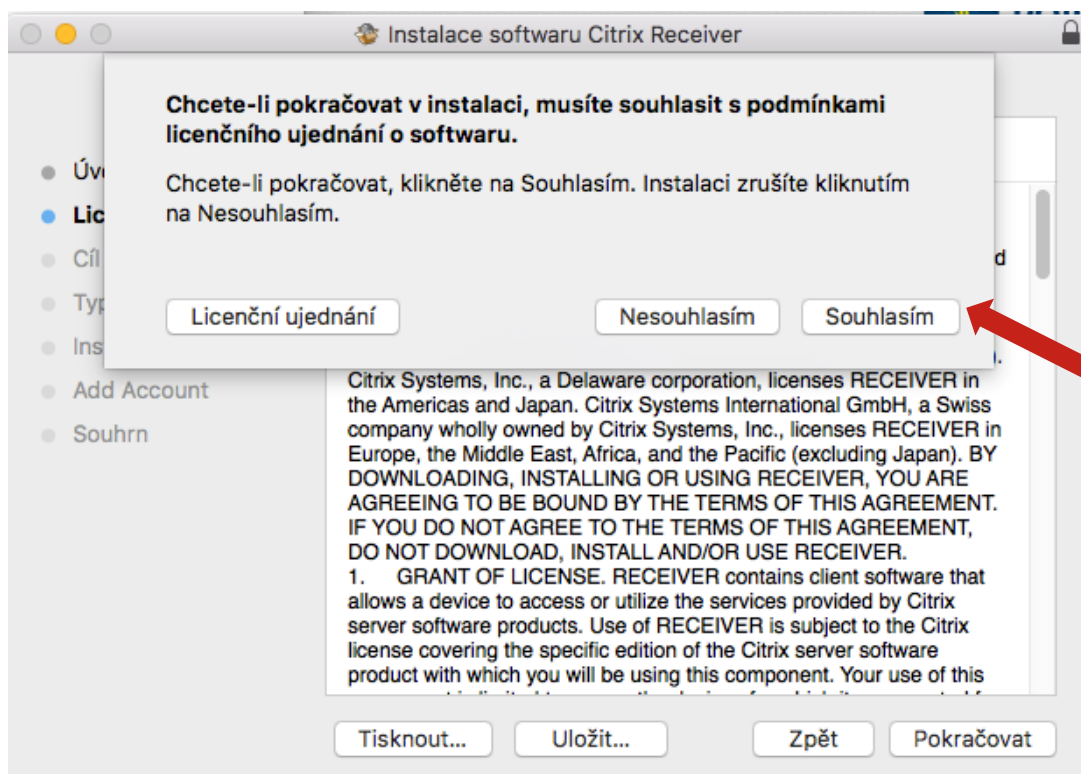 Instalace softwaru Citrix Receiver
Chcete-li pokračovat v instalaci, musíte souhlasit s podmínkami
licenčního ujednání o softwaru.
Chcete-li pokračovat, klikněte na Souhlasím. Instalaci zrušíte kliknutím
na Nesouhlasím.
Licenční ujednání
Nesouhlasím
Souhlasím
Cíl
Add Account
Souhrn
Citrix Systems, Inc., a Delaware corporation, licenses RECEIVER in
the Americas and Japan. Citrix Systems International GmbH, a Swiss
company wholly owned by Citrix Systems, Inc., licenses RECEIVER in
Europe, the Middle East, Africa, and the Pacific (excluding Japan). BY
DOWNLOADING, INSTALLING OR USING RECEIVER, YOU ARE
AGREEING TO BE BOUND BY THE TERMS OF THIS AGREEMENT.
IF YOU DO NOT AGREE TO THE TERMS OF THIS AGREEMENT,
DO NOT DOWNLOAD, INSTALL AND/OR USE RECEIVER.
1. GRANT OF LICENSE. RECEIVER contains client software that
allows a device to access or utilize the services provided by Citrix
server software products. Use of RECEIVER is subject to the Citrix
license covering the specific edition of the Citrix server software
product with which you will be using this component. Your use of this
Tisknout...
Uložit...
Zpět
Pokračovat